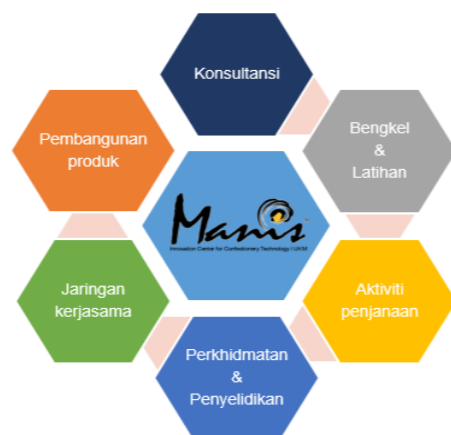 Konsultansi
Bengkel
&
Latihan
Aktiviti
penjanaan
Perkhidmatan
&
Penyelidikan
Jaringan
kerjasama
Pembangunan
produk
Manis
Innovation Center for Confectionery Technology | UKM